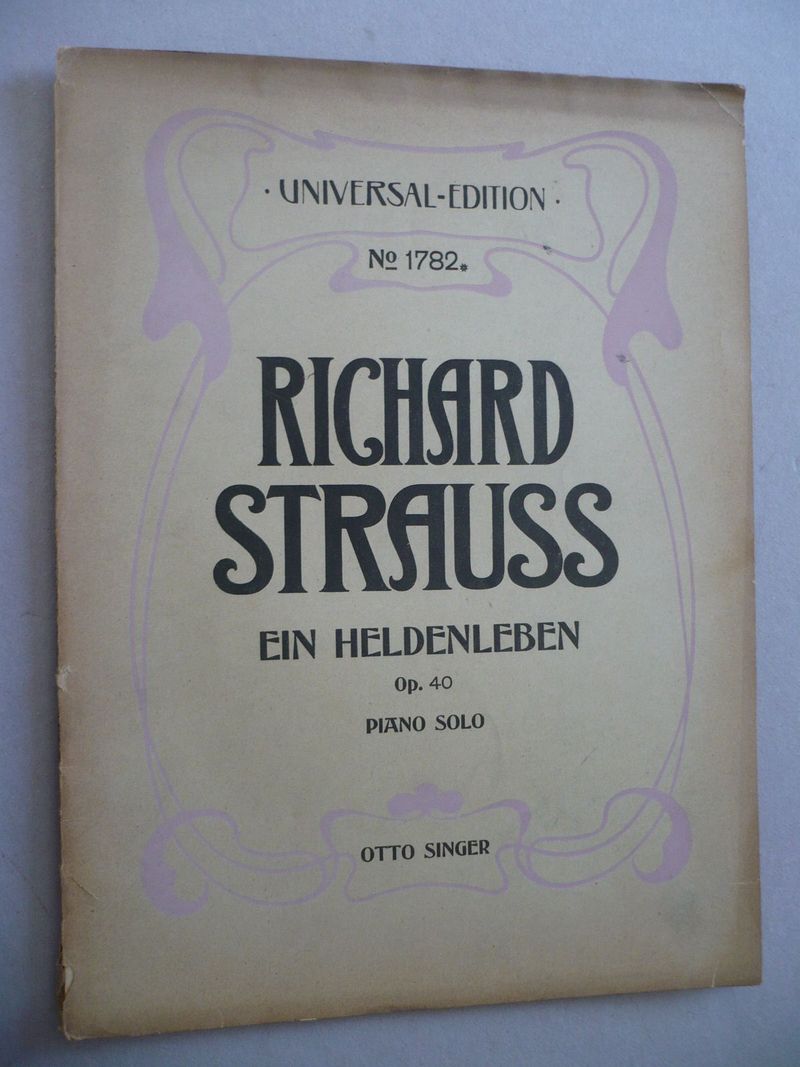 · UNIVERSAL-EDITION ·
No 1782*
RICHARD
STRAUSS
EIN HELDENLEBEN
Op. 40
PIANO SOLO
OTTO SINGER